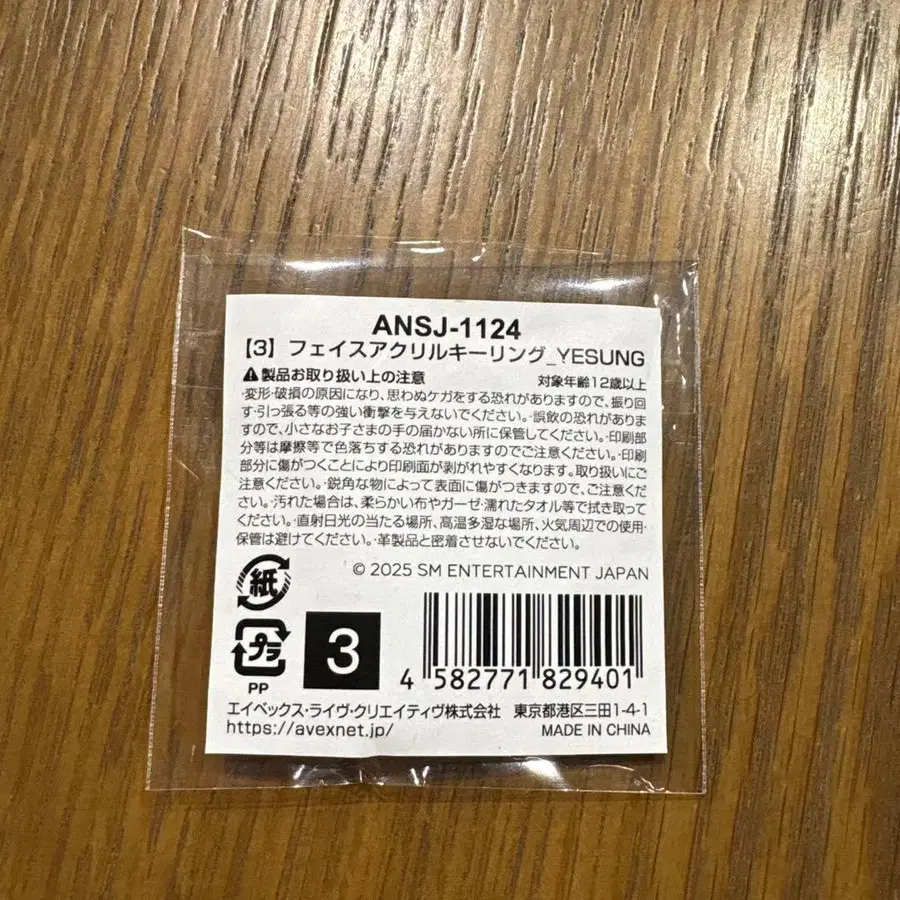 ANSJ-1124
【3】フェイスアクリルキーリング_YESUNG
⚠製品お取り扱い上の注意 対象年齢12歳以上
・変形・破損の原因になり、思わぬケガをする恐れがありますので、振り回
す・引っ張る等の強い衝撃を与えないでください。・誤飲の恐れがありま
すので、小さなお子さまの手の届かない所に保管してください。・印刷部
分等は摩擦等で色落ちする恐れがありますのでご注意ください。・印刷
部分に傷がつくことにより印刷面が剥がれやすくなります。取り扱いにご
注意ください。・鋭角な物によって表面に傷がつきますので、ご注意くだ
さい。・汚れた場合は、柔らかい布やガーゼ・濡れたタオル等で拭き取って
ください。・直射日光の当たる場所、高温多湿な場所、火気周辺での使用・
保管は避けてください。・革製品と密着させないでください。
© 2025 SM ENTERTAINMENT JAPAN
紙
プラ
PP
3
4 582771 829401
エイベックス・ライヴ・クリエイティヴ株式会社 東京都港区三田1-4-1
https://avexnet.jp/ MADE IN CHINA